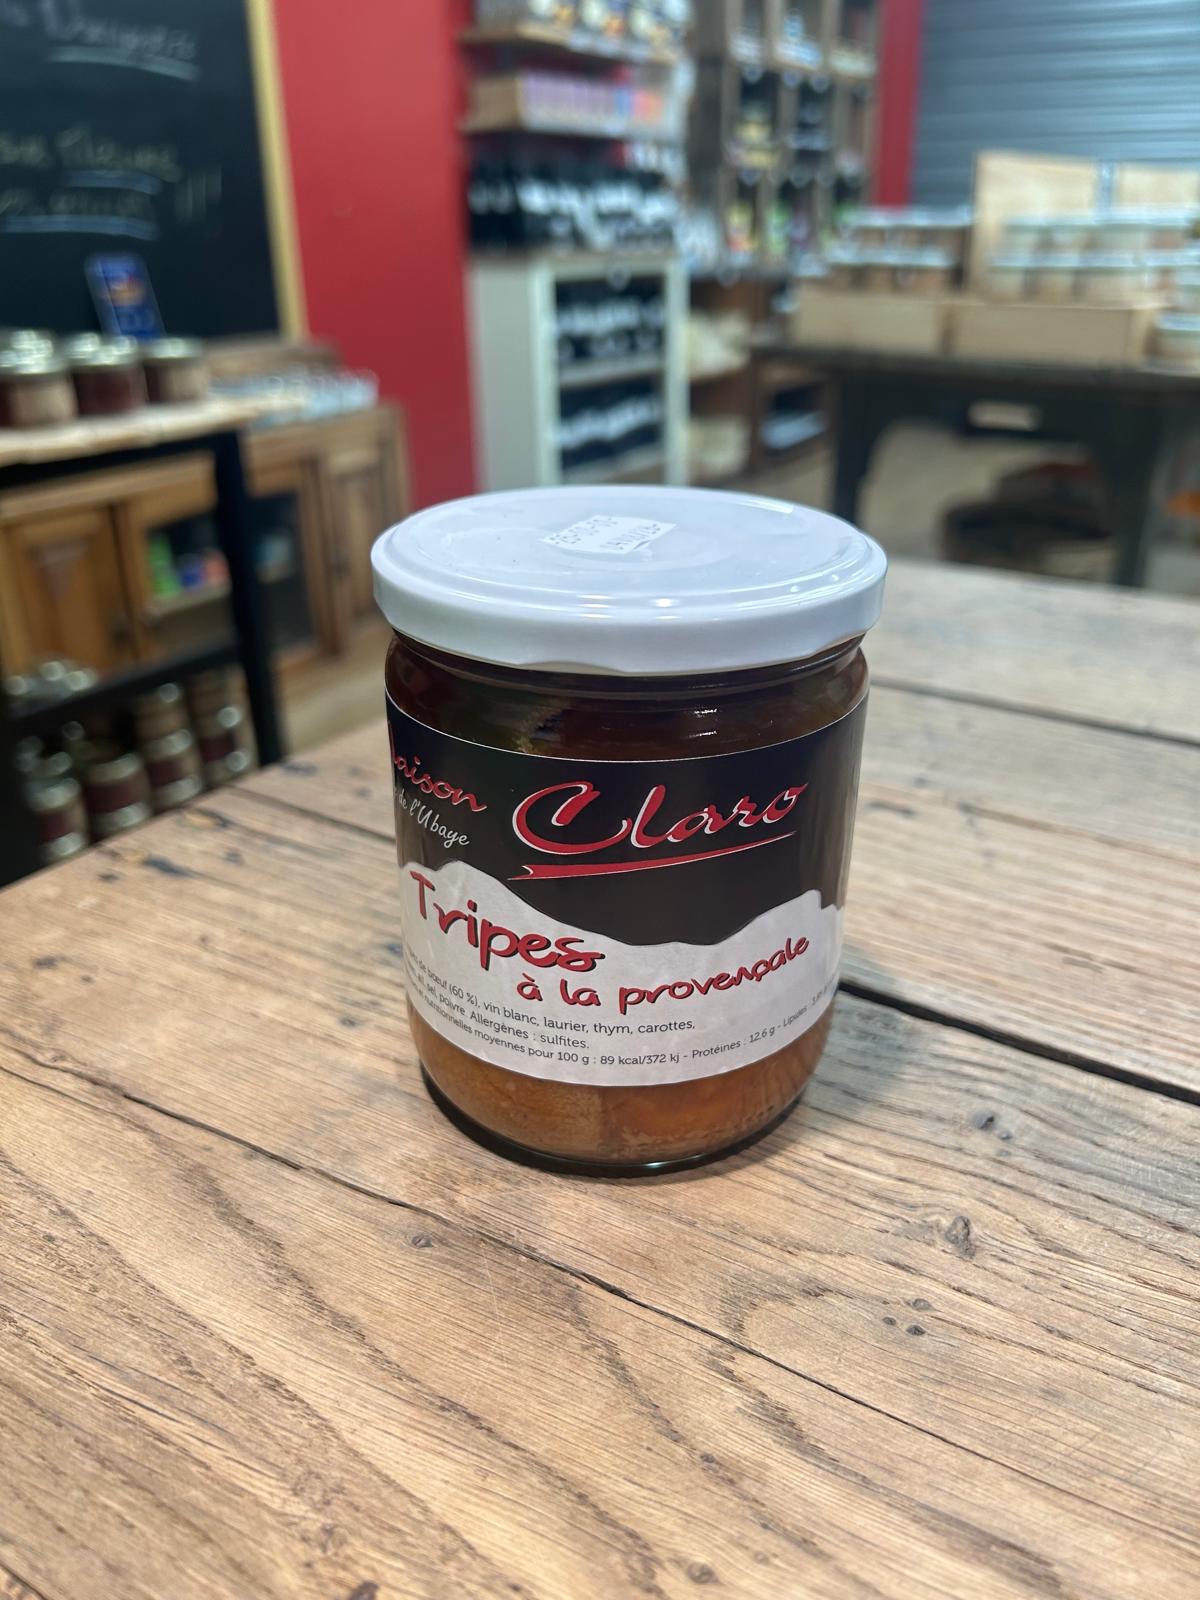 aison
de l'Ubaye
Claro
Tripes
à la provençale
de bœuf (60 %), vin blanc, laurier, thym, carottes,
ail, sel, poivre. Allergènes : sulfites.
nutritionnelles moyennes pour 100 g : 89 kcal/372 kj - Protéines : 12,6 g - Lipides :